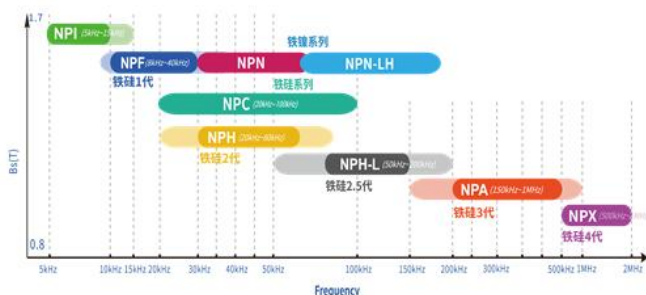 1.7
NPI (5kHz~15kHz)
铁镍系列
NPF (8kHz~40kHz)
NPN
NPN-LH
铁硅1代
铁硅系列
NPC (20kHz~100kHz)
NPH (20kHz~80kHz)
铁硅2代
Bs(T)
NPH-L (50kHz~200kHz)
铁硅2.5代
NPA (150kHz~1MHz)
铁硅3代
NPX (500kHz~
铁硅4代
0.8
5kHz 10kHz 15kHz 20kHz 30kHz 40kHz 50kHz 100kHz 150kHz 200kHz 300kHz 500kHz 1MHz 2MHz
Frequency